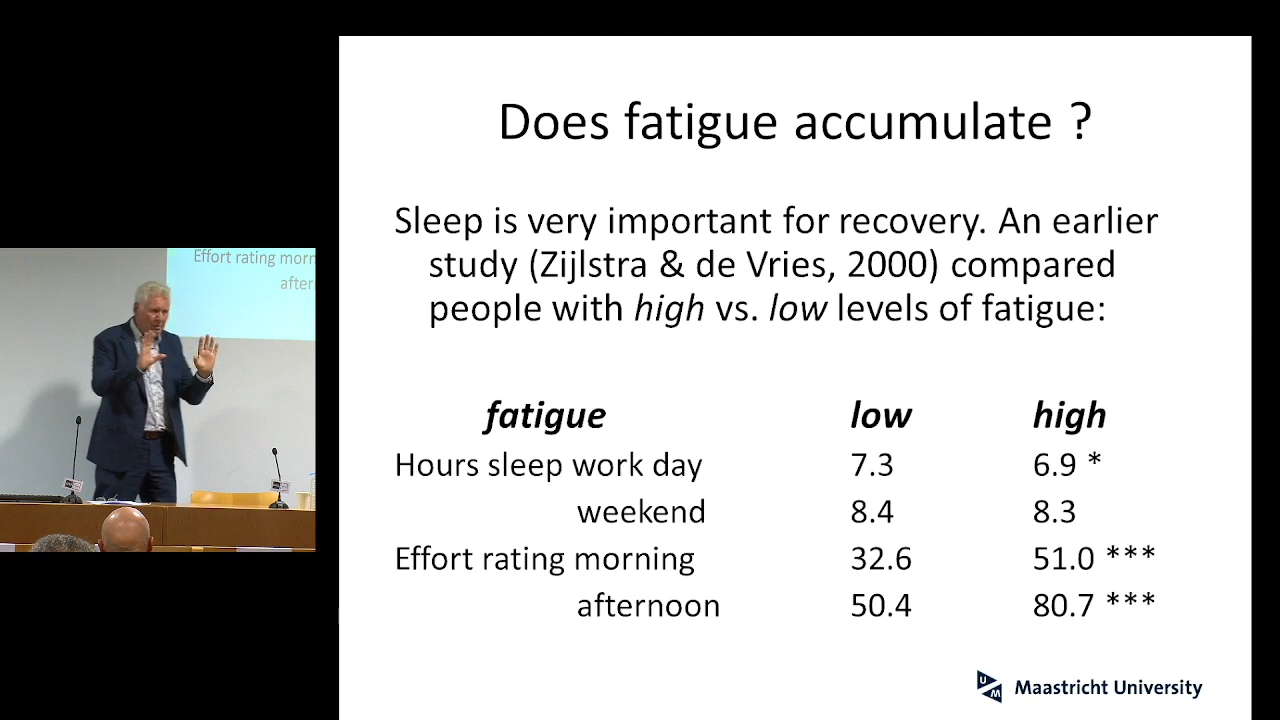 Does fatigue accumulate ?
Sleep is very important for recovery. An earlier
study (Zijlstra & de Vries, 2000) compared
people with high vs. low levels of fatigue:
fatigue low high
Hours sleep work day 7.3 6.9 *
weekend 8.4 8.3
Effort rating morning 32.6 51.0 ***
afternoon 50.4 80.7 ***
UM Maastricht University
Effort rating morn
after